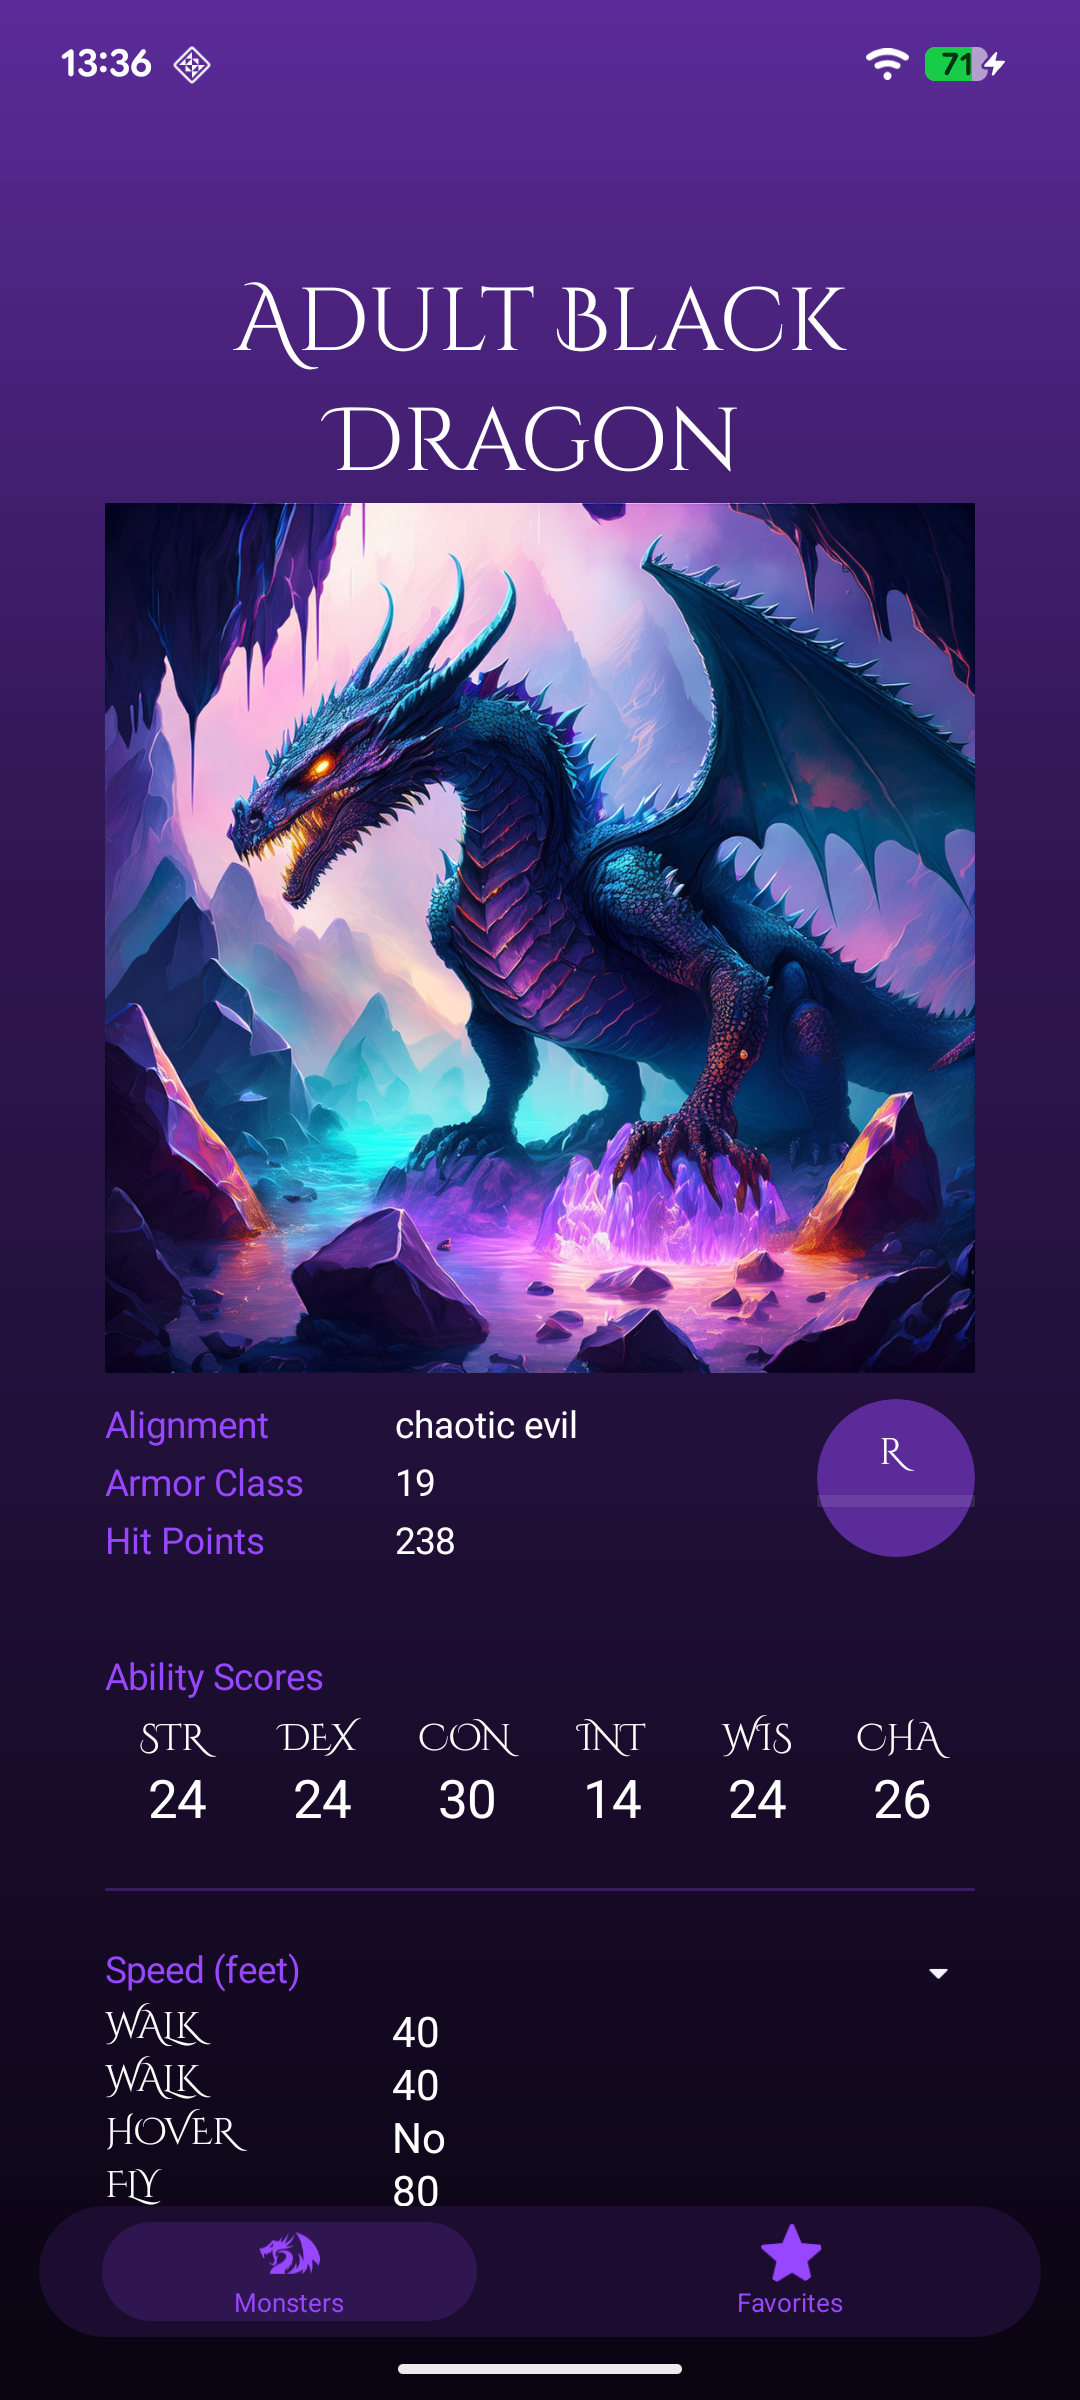 13:36
71
Adult Black
Dragon
Alignment chaotic evil
Armor Class 19
Hit Points 238
R
Ability Scores
STR DEX CON INT WIS CHA
24 24 30 14 24 26
Speed (feet)
WALK 40
WALK 40
HOVER No
FLY 80
Monsters Favorites